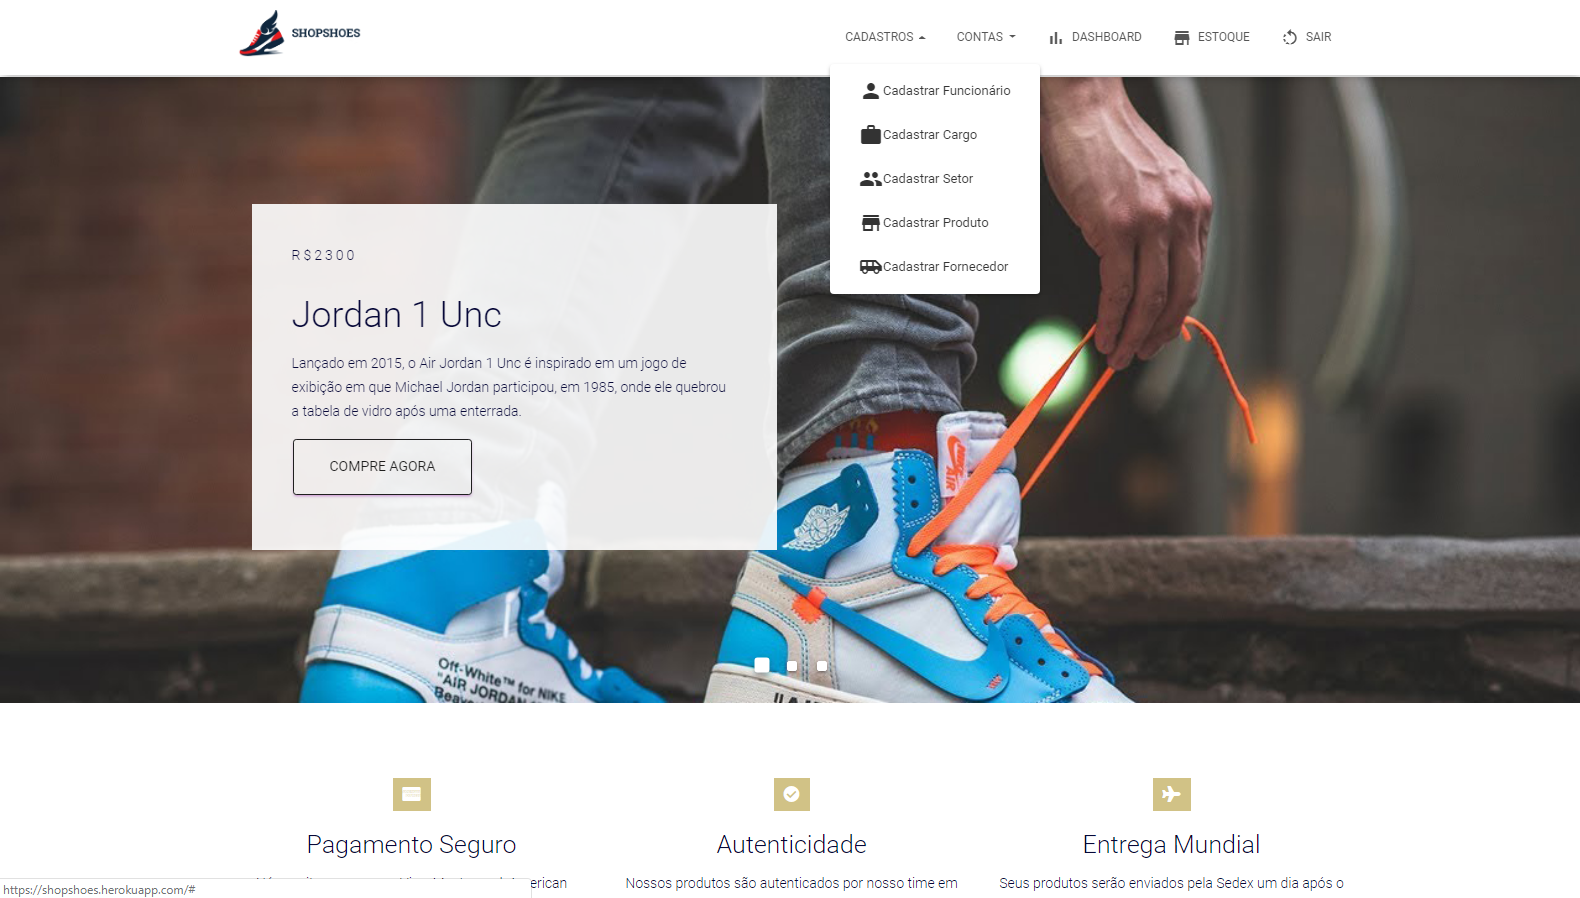 SHOPSHOES
CADASTROS
CONTAS
DASHBOARD
ESTOQUE
SAIR
Cadastrar Funcionário
Cadastrar Cargo
Cadastrar Setor
Cadastrar Produto
Cadastrar Fornecedor
R$2300
Jordan 1 Unc
Lançado em 2015, o Air Jordan 1 Unc é inspirado em um jogo de
exibição em que Michael Jordan participou, em 1985, onde ele quebrou
a tabela de vidro após uma enterrada.
COMPRE AGORA
NIKE
AIR
Off-White™ for NIKE
"AIR JORDAN
Pagamento Seguro
erican
Autenticidade
Nossos produtos são autenticados por nosso time em
Entrega Mundial
Seus produtos serão enviados pela Sedex um dia após o
https://shopshoes.herokuapp.com/#